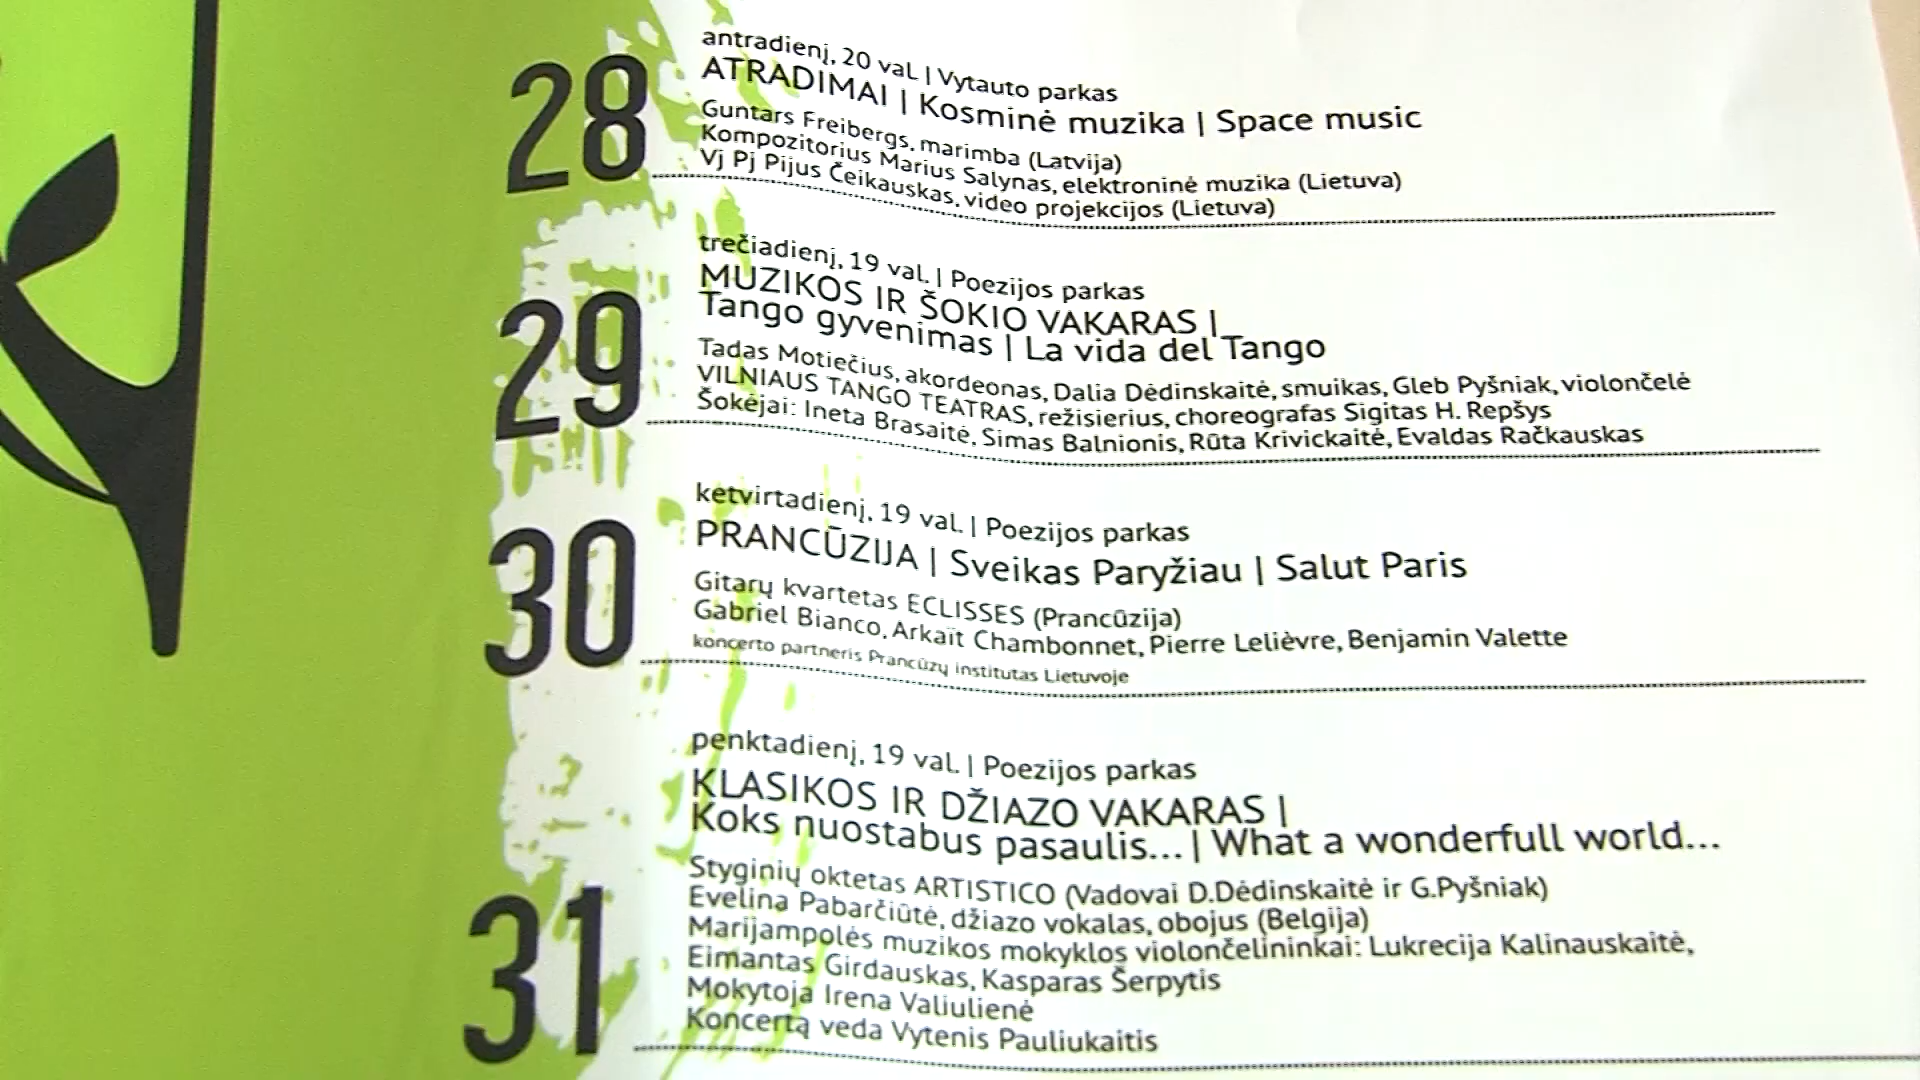 28
antradienį, 20 val. | Vytauto parkas
ATRADIMAI | Kosminė muzika | Space music
Guntars Freibergs, marimba (Latvija)
Kompozitorius Marius Salynas, elektroninė muzika (Lietuva)
Vj Pj Pijus Čeikauskas, video projekcijos (Lietuva)
29
trečiadienį, 19 val. | Poezijos parkas
MUZIKOS IR ŠOKIO VAKARAS |
Tango gyvenimas | La vida del Tango
Tadas Motiečius, akordeonas, Dalia Dėdinskaitė, smuikas, Gleb Pyšniak, violončelė
VILNIAUS TANGO TEATRAS, režisierius, choreografas Sigitas H. Repšys
Šokėjai: Ineta Brasaitė, Simas Balnionis, Rūta Krivickaitė, Evaldas Račkauskas
30
ketvirtadienį, 19 val. | Poezijos parkas
PRANCŪZIJA | Sveikas Paryžiau | Salut Paris
Gitarų kvartetas ECLISSES (Prancūzija)
Gabriel Bianco, Arkaït Chambonnet, Pierre Lelièvre, Benjamin Valette
koncerto partneris Prancūzų institutas Lietuvoje
31
penktadienį, 19 val. | Poezijos parkas
KLASIKOS IR DŽIAZO VAKARAS |
Koks nuostabus pasaulis... | What a wonderfull world...
Styginių oktetas ARTISTICO (Vadovai D.Dėdinskaitė ir G.Pyšniak)
Evelina Pabarčiūtė, džiazo vokalas, obojus (Belgija)
Marijampolės muzikos mokyklos violončelininkai: Lukrecija Kalinauskaitė,
Eimantas Girdauskas, Kasparas Šerpytis
Mokytoja Irena Valiulienė
Koncertą veda Vytenis Pauliukaitis